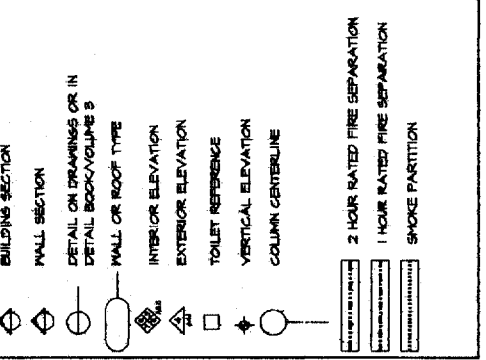 BUILDING SECTION
WALL SECTION
DETAIL ON DRAWINGS OR IN
DETAIL BOOK/VOLUME 3
WALL OR ROOF TYPE
INTERIOR ELEVATION
EXTERIOR ELEVATION
TOILET REFERENCE
VERTICAL ELEVATION
COLUMN CENTERLINE
2 HOUR RATED FIRE SEPARATION
1 HOUR RATED FIRE SEPARATION
SMOKE PARTITION